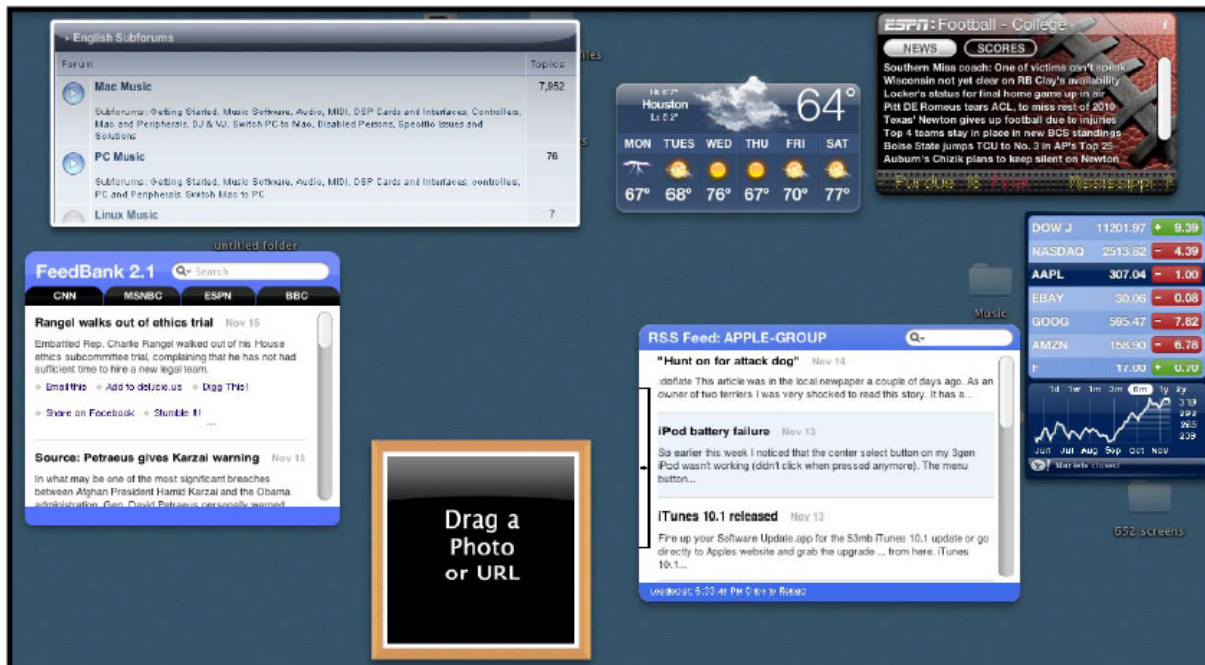 English Subforums
Forum Topics
Mac Music 7,952
Subforums: Getting Started, Music Software, Audio, MIDI, DSP Cards and Interfaces, Controllers,
Mac and Peripherals, DJ & VJ, Switch PC to Mac, Disabled Persons, Specific Issues and
Solutions
PC Music 76
Subforums: Getting Started, Music Software, Audio, MIDI, DSP Cards and Interfaces, controllers,
PC and Peripherals, Switch Mac to PC
Linux Music 7
untitled folder
Houston
64°
MON TUES WED THU FRI SAT
67° 68° 76° 67° 70° 77°
ESPN: Football - College
NEWS SCORES
Southern Miss coach: One of victims can't speak
Wisconsin not yet clear on RB Clay's availability
Locker's status for final home game up in air
Pitt DE Romeus tears ACL, to miss rest of 2010
Texas' Newton gives up football due to injuries
Top 4 teams stay in place in new BCS standings
Boise State jumps TCU to No. 3 in AP's Top 25
Auburn's Chizik plans to keep silent on Newton
Purdue 16 Final Mississippi
FeedBank 2.1 Search
CNN MSNBC ESPN BBC
Rangel walks out of ethics trial Nov 15
Embattled Rep. Charlie Rangel walked out of his House
ethics subcommittee trial, complaining that he has not had
sufficient time to hire a new legal team.
Email this Add to del.icio.us Digg This!
Share on Facebook Stumble It!
...
Source: Petraeus gives Karzai warning Nov 15
In what may be one of the most significant breaches
between Afghan President Hamid Karzai and the Obama
administration, Gen. David Petraeus personally warned
Drag a
Photo
or URL
Music
RSS Feed: APPLE-GROUP
"Hunt on for attack dog" Nov 14
:deflate This article was in the local newpaper a couple of days ago. As an
owner of two terriers I was very shocked to read this story. It has a...
iPod battery failure Nov 13
So earlier this week I noticed that the center select button on my 3gen
iPod wasn't working (didn't click when pressed anymore). The menu
button...
iTunes 10.1 released Nov 13
Fire up your Software Update.app for the 53mb iTunes 10.1 update or go
directly to Apples website and grab the upgrade ... from here. iTunes
10.1...
Loaded at: 6:33 PM Click to Reload
DOW J 11201.97 + 9.39
NASDAQ 2513.82 - 4.39
AAPL 307.04 - 1.00
EBAY 30.06 - 0.08
GOOG 595.47 - 7.82
AMZN 158.90 - 6.78
F 17.00 + 0.70
1d 1w 1m 3m 6m 1y 2y
319
292
265
239
Jun Jul Aug Sep Oct Nov
Y! Markets closed
652 screens